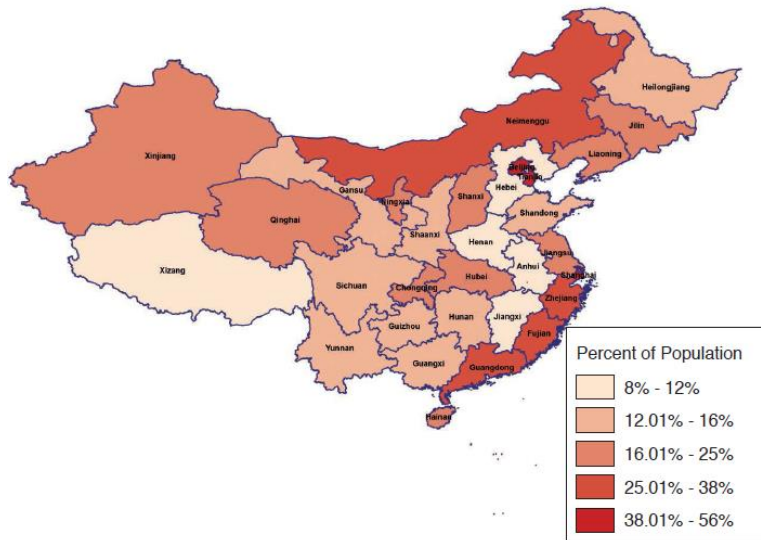 Heilongjiang
Neimenggu
Jilin
Xinjiang
Liaoning
Beijing
Tianjin
Gansu
Hebei
Ningxia
Shanxi
Qinghai
Shandong
Shaanxi
Henan
Jiangsu
Xizang
Anhui
Shanghai
Sichuan
Chongqing
Hubei
Zhejiang
Hunan
Jiangxi
Guizhou
Fujian
Yunnan
Guangxi
Guangdong
Hainan
Percent of Population
8% - 12%
12.01% - 16%
16.01% - 25%
25.01% - 38%
38.01% - 56%